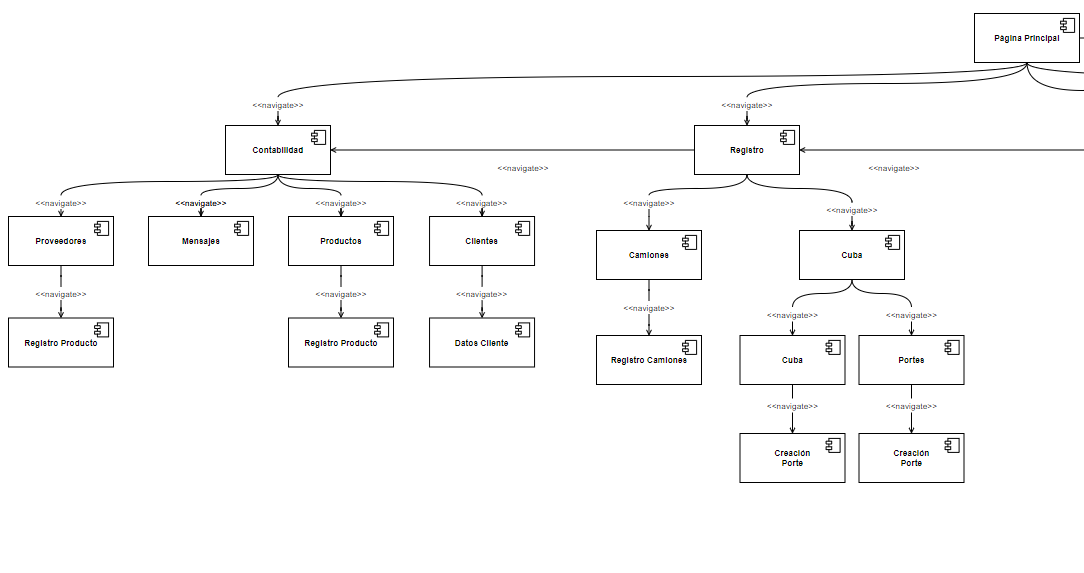 Página Principal
<<navigate>>
<<navigate>>
Contabilidad
Registro
<<navigate>>
<<navigate>>
<<navigate>>
<<navigate>>
<<navigate>>
<<navigate>>
<<navigate>>
<<navigate>>
Proveedores
Mensajes
Productos
Clientes
Camiones
Cuba
<<navigate>>
<<navigate>>
<<navigate>>
<<navigate>>
<<navigate>>
<<navigate>>
Registro Producto
Registro Producto
Datos Cliente
Registro Camiones
Cuba
Portes
<<navigate>>
<<navigate>>
Creación
Porte
Creación
Porte